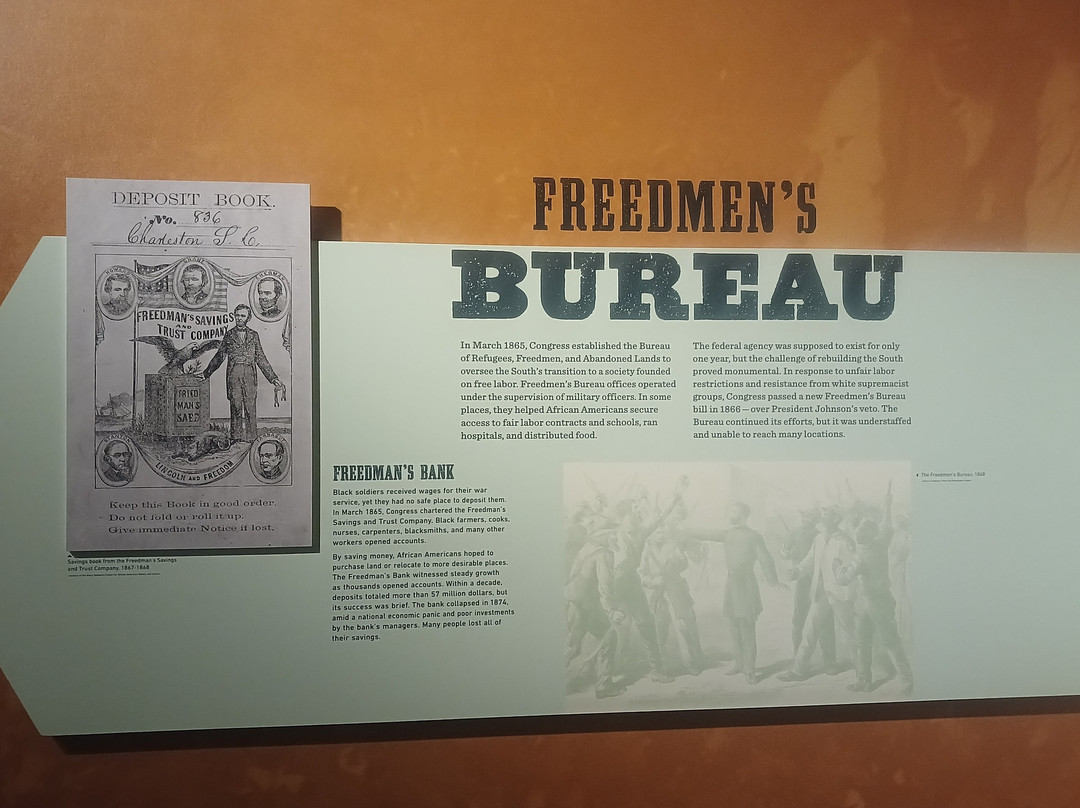 DEPOSIT BOOK.
No. 836
Charleston S. C.
HOWARD
GRANT
SHERMAN
FREEDMAN'S SAVINGS
AND
TRUST COMPANY
FREED
MAN'S
SAFE
STANTON
FARRAGUT
LINCOLN AND FREEDOM
Keep this Book in good order.
Do not fold or roll it up.
Give immediate Notice if lost.
Savings book from the Freedman's Savings
and Trust Company, 1867-1868
FREEDMEN'S
BUREAU
In March 1865, Congress established the Bureau
of Refugees, Freedmen, and Abandoned Lands to
oversee the South's transition to a society founded
on free labor. Freedmen's Bureau offices operated
under the supervision of military officers. In some
places, they helped African Americans secure
access to fair labor contracts and schools, ran
hospitals, and distributed food.
The federal agency was supposed to exist for only
one year, but the challenge of rebuilding the South
proved monumental. In response to unfair labor
restrictions and resistance from white supremacist
groups, Congress passed a new Freedmen's Bureau
bill in 1866—over President Johnson's veto. The
Bureau continued its efforts, but it was understaffed
and unable to reach many locations.
FREEDMAN'S BANK
Black soldiers received wages for their war
service, yet they had no safe place to deposit them.
In March 1865, Congress chartered the Freedman's
Savings and Trust Company. Black farmers, cooks,
nurses, carpenters, blacksmiths, and many other
workers opened accounts.
By saving money, African Americans hoped to
purchase land or relocate to more desirable places.
The Freedman's Bank witnessed steady growth
as thousands opened accounts. Within a decade,
deposits totaled more than 57 million dollars, but
its success was brief. The bank collapsed in 1874,
amid a national economic panic and poor investments
by the bank's managers. Many people lost all of
their savings.
The Freedmen's Bureau, 1868